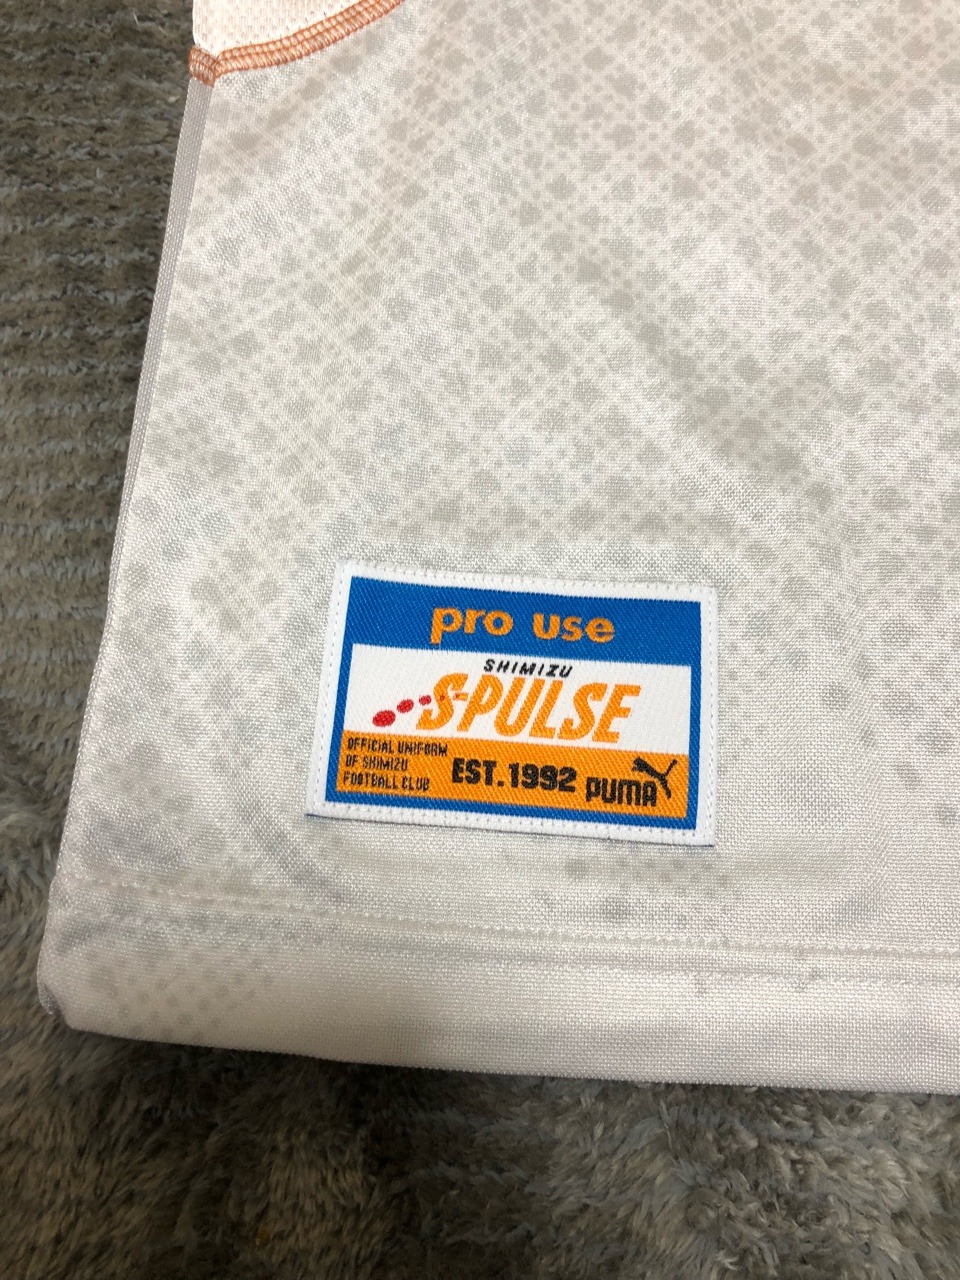 pro use
SHIMIZU
S-PULSE
OFFICIAL UNIFORM
OF SHIMIZU
FOOTBALL CLUB
EST.1992
PUMA